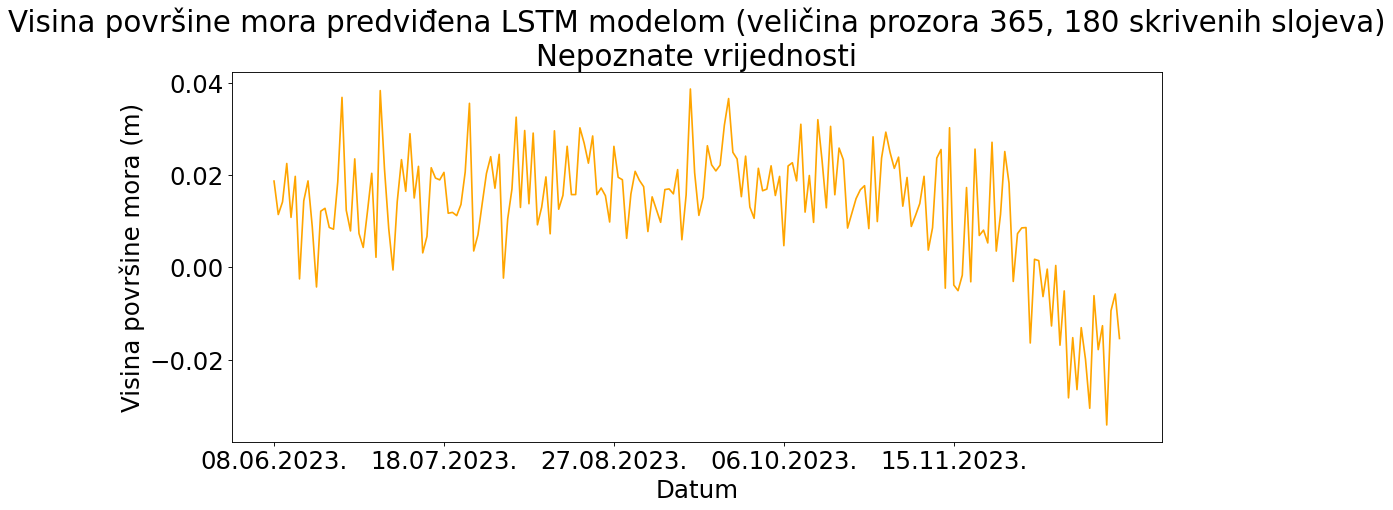 Visina površine mora predviđena LSTM modelom (veličina prozora 365, 180 skrivenih slojeva)
Nepoznate vrijednosti
Visina površine mora (m)
0.04
0.02
0.00
−0.02
08.06.2023. 18.07.2023. 27.08.2023. 06.10.2023. 15.11.2023.
Datum